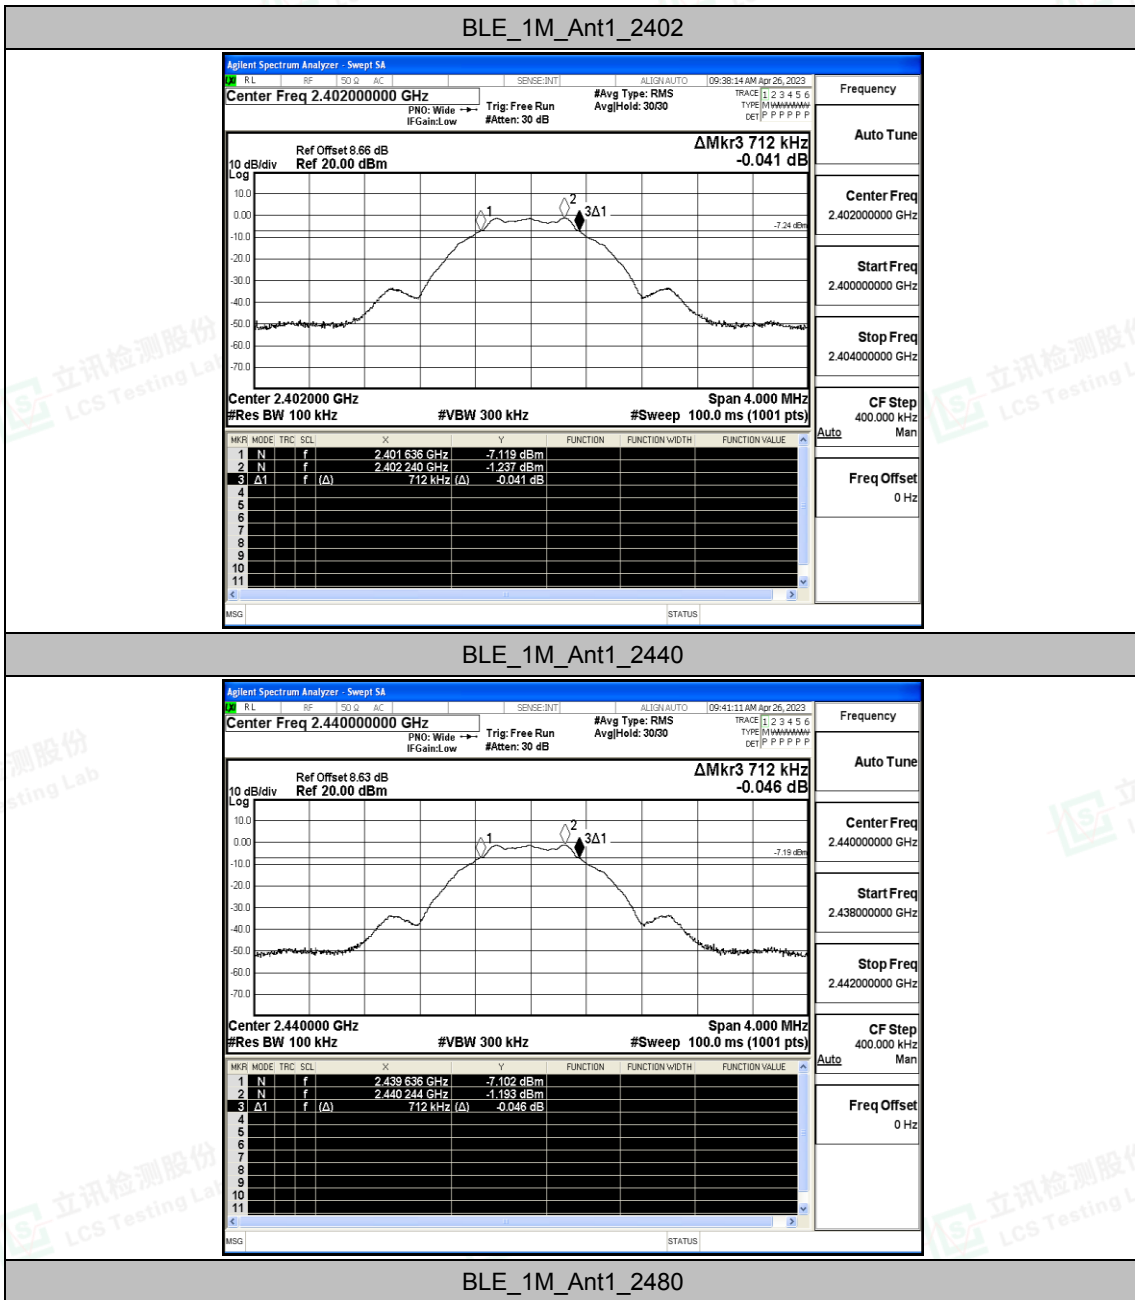 BLE_1M_Ant1_2402
Agilent Spectrum Analyzer - Swept SA
RL RF 50 Ω AC SENSE:INT ALIGN AUTO 09:38:14 AM Apr 26, 2023
Center Freq 2.402000000 GHz
PNO: Wide
IFGain:Low
Trig: Free Run
#Atten: 30 dB
#Avg Type: RMS
Avg|Hold: 30/30
TRACE 1 2 3 4 5 6
TYPE M
DET P P P P P P
Ref Offset 8.66 dB
10 dB/div Ref 20.00 dBm
Log
ΔMkr3 712 kHz
-0.041 dB
10.0
0.00
-10.0
-20.0
-30.0
-40.0
-50.0
-60.0
-70.0
1
2
3Δ1
-7.24 dBm
Center 2.402000 GHz Span 4.000 MHz
#Res BW 100 kHz #VBW 300 kHz #Sweep 100.0 ms (1001 pts)
MKR MODE TRC SCL X Y FUNCTION FUNCTION WIDTH FUNCTION VALUE
1 N f 2.401 636 GHz -7.119 dBm
2 N f 2.402 240 GHz -1.237 dBm
3 Δ1 f (Δ) 712 kHz (Δ) -0.041 dB
4
5
6
7
8
9
10
11
MSG STATUS
Frequency
Auto Tune
Center Freq
2.402000000 GHz
Start Freq
2.400000000 GHz
Stop Freq
2.404000000 GHz
CF Step
400.000 kHz
Auto Man
Freq Offset
0 Hz
BLE_1M_Ant1_2440
Agilent Spectrum Analyzer - Swept SA
RL RF 50 Ω AC SENSE:INT ALIGN AUTO 09:41:11 AM Apr 26, 2023
Center Freq 2.440000000 GHz
PNO: Wide
IFGain:Low
Trig: Free Run
#Atten: 30 dB
#Avg Type: RMS
Avg|Hold: 30/30
TRACE 1 2 3 4 5 6
TYPE M
DET P P P P P P
Ref Offset 8.63 dB
10 dB/div Ref 20.00 dBm
Log
ΔMkr3 712 kHz
-0.046 dB
10.0
0.00
-10.0
-20.0
-30.0
-40.0
-50.0
-60.0
-70.0
1
2
3Δ1
-7.19 dBm
Center 2.440000 GHz Span 4.000 MHz
#Res BW 100 kHz #VBW 300 kHz #Sweep 100.0 ms (1001 pts)
MKR MODE TRC SCL X Y FUNCTION FUNCTION WIDTH FUNCTION VALUE
1 N f 2.439 636 GHz -7.102 dBm
2 N f 2.440 244 GHz -1.193 dBm
3 Δ1 f (Δ) 712 kHz (Δ) -0.046 dB
4
5
6
7
8
9
10
11
MSG STATUS
Frequency
Auto Tune
Center Freq
2.440000000 GHz
Start Freq
2.438000000 GHz
Stop Freq
2.442000000 GHz
CF Step
400.000 kHz
Auto Man
Freq Offset
0 Hz
BLE_1M_Ant1_2480
立讯检测股份
LCS Testing Lab